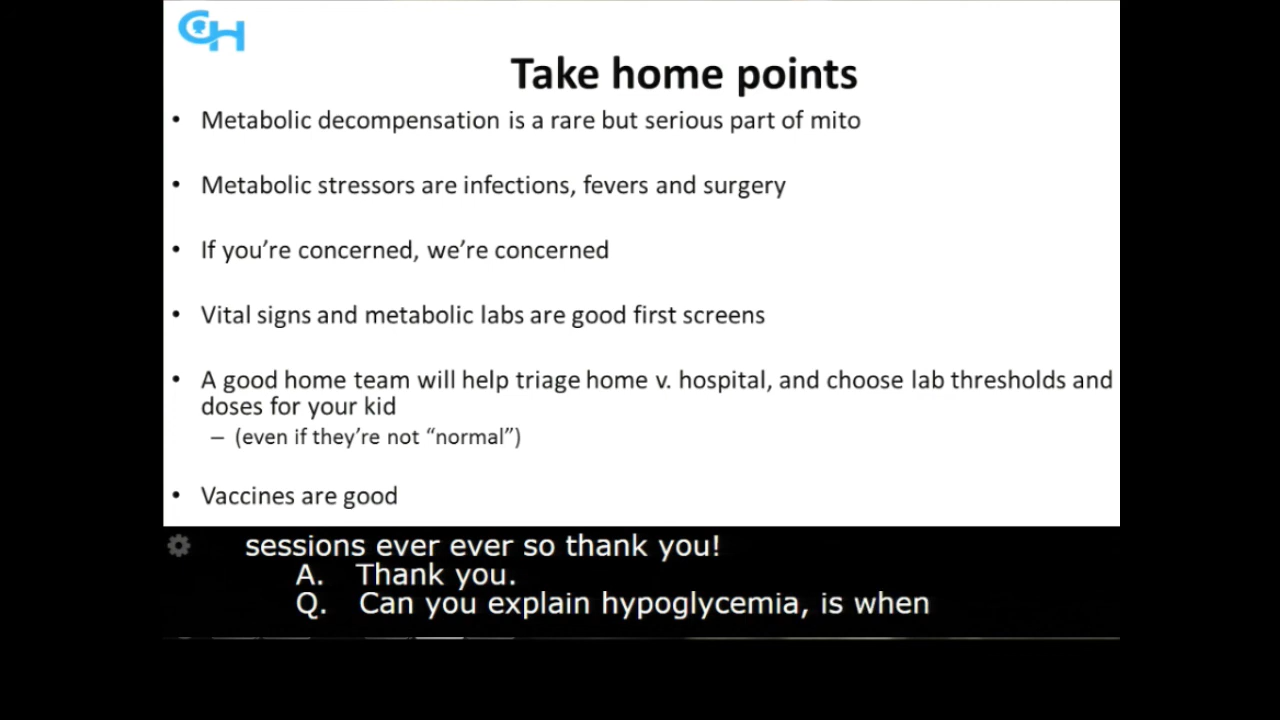 CH
Take home points
• Metabolic decompensation is a rare but serious part of mito
• Metabolic stressors are infections, fevers and surgery
• If you’re concerned, we’re concerned
• Vital signs and metabolic labs are good first screens
• A good home team will help triage home v. hospital, and choose lab thresholds and
doses for your kid
– (even if they’re not “normal”)
• Vaccines are good
sessions ever ever so thank you!
A. Thank you.
Q. Can you explain hypoglycemia, is when